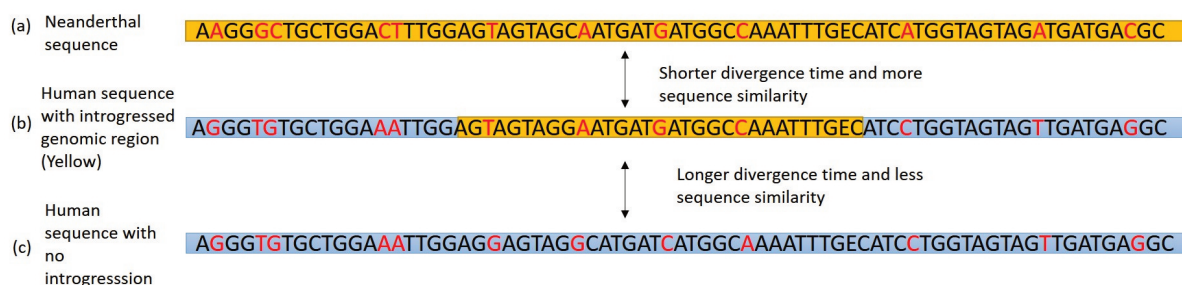 (a) Neanderthal
sequence
AAGGGCTGCTGGACTTTGGAGTAGTAGCAATGATGATGGCCAAATTTGECATCATGGTAGTAGATGATGACGC
Shorter divergence time and more
sequence similarity
Human sequence
(b) with introgressed
genomic region
(Yellow)
AGGGTGTGCTGGAAATTGGAGTAGTAGGAATGATGATGGCCAAATTTGECATCCTGGTAGTAGTTGATGAGGC
Longer divergence time and less
sequence similarity
Human
(c) sequence with
no
introgresssion
AGGGTGTGCTGGAAATTGGAGGAGTAGGCATGATCATGGCAAAATTTGECATCCTGGTAGTAGTTGATGAGGC